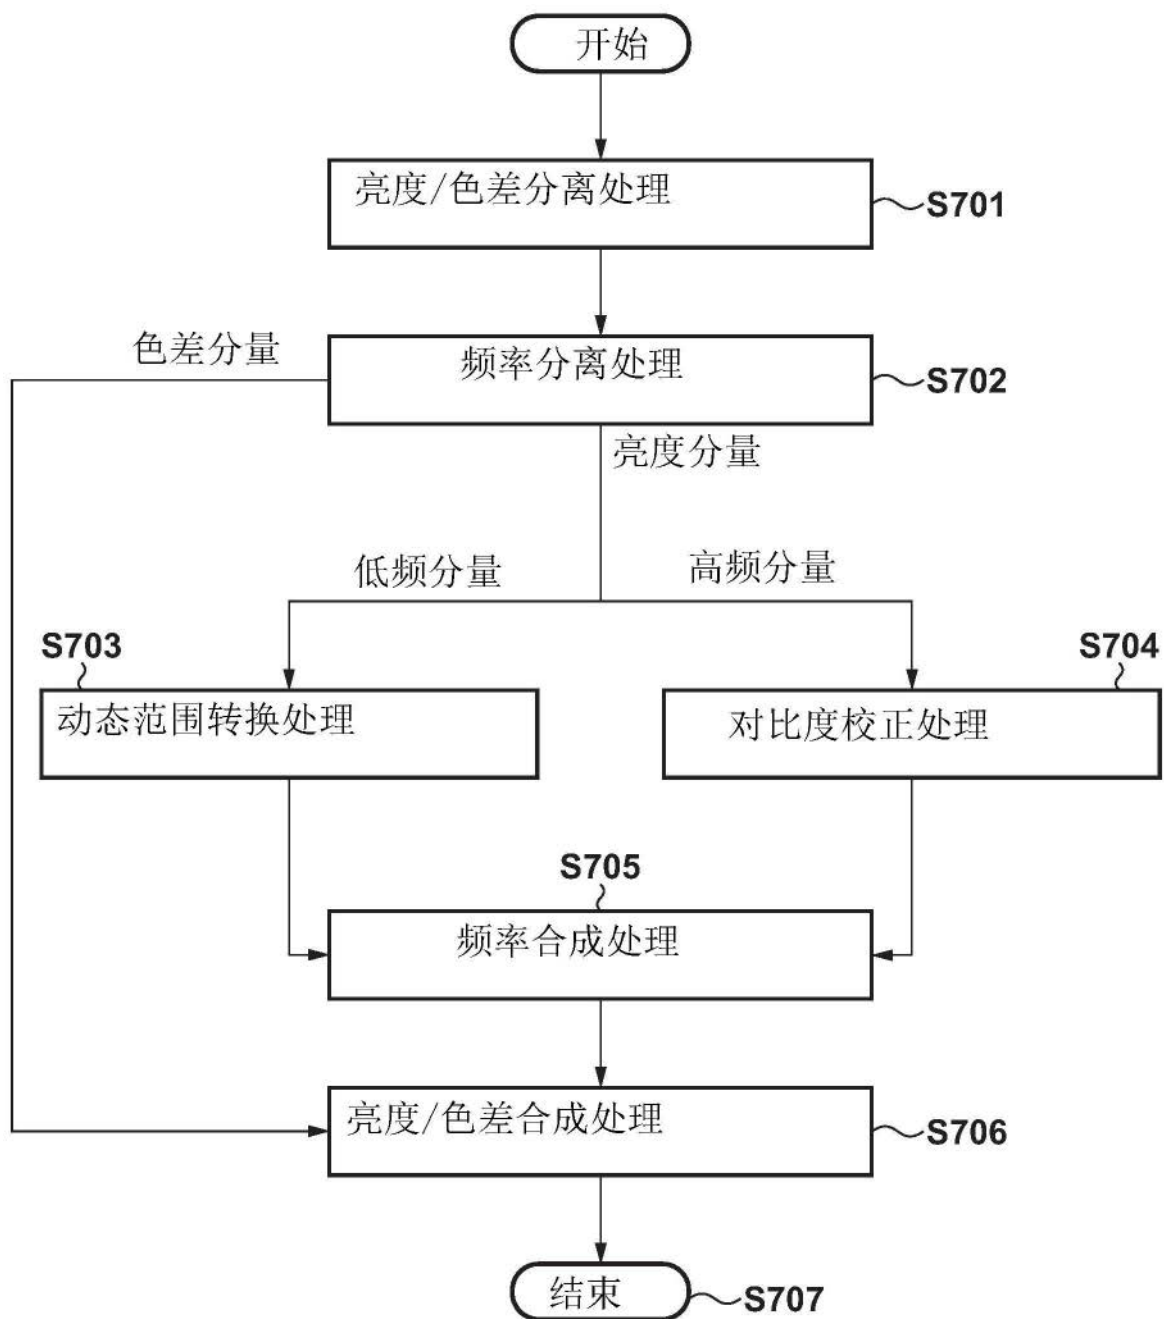 开始
亮度/色差分离处理
S701
色差分量
频率分离处理
S702
亮度分量
低频分量
高频分量
S703
S704
动态范围转换处理
对比度校正处理
S705
频率合成处理
亮度/色差合成处理
S706
结束
S707